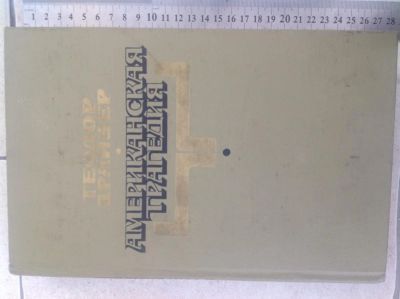 1 2 3 4 5 6 7 8 9 10 11 12 13 14 15 16 17 18 19 20 21 22 23 24 25 26 27 28
ТЕОДОР
ДРАЙЗЕР
АМЕРИКАНСКАЯ
ТРАГЕДИЯ